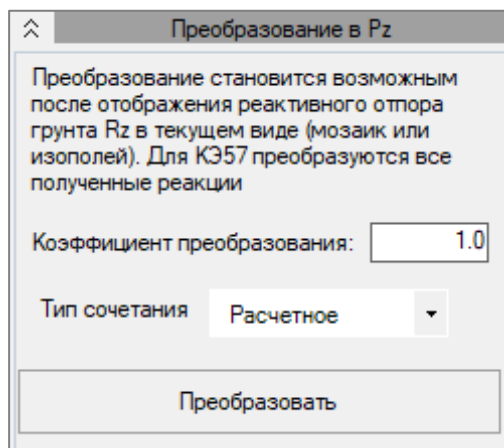 Преобразование в Pz
Преобразование становится возможным
после отображения реактивного отпора
грунта Rz в текущем виде (мозаик или
изополей). Для КЭ57 преобразуются все
полученные реакции
Коэффициент преобразования: 1.0
Тип сочетания Расчетное
Преобразовать